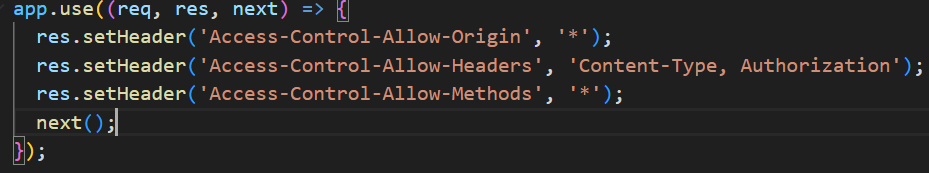 app.use((req, res, next) => {
  res.setHeader('Access-Control-Allow-Origin', '*');
  res.setHeader('Access-Control-Allow-Headers', 'Content-Type, Authorization');
  res.setHeader('Access-Control-Allow-Methods', '*');
  next();
});